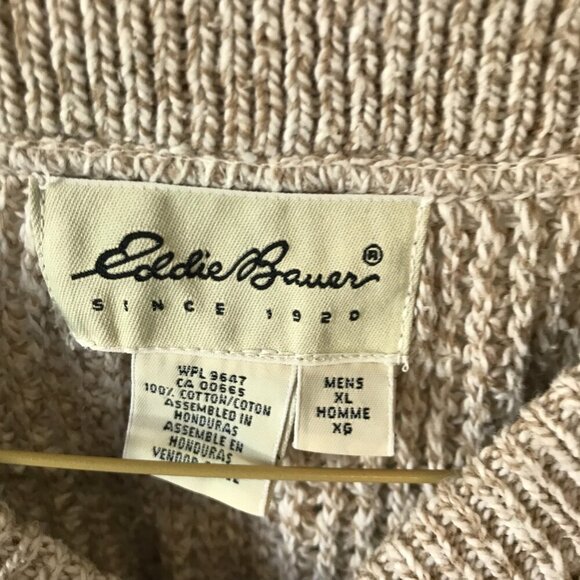 Eddie Bauer®
SINCE 1920
WPL 9647
CA 00665
100% COTTON/COTON
ASSEMBLED IN
HONDURAS
ASSEMBLE EN
HONDURAS
MENS
XL
HOMME
XG